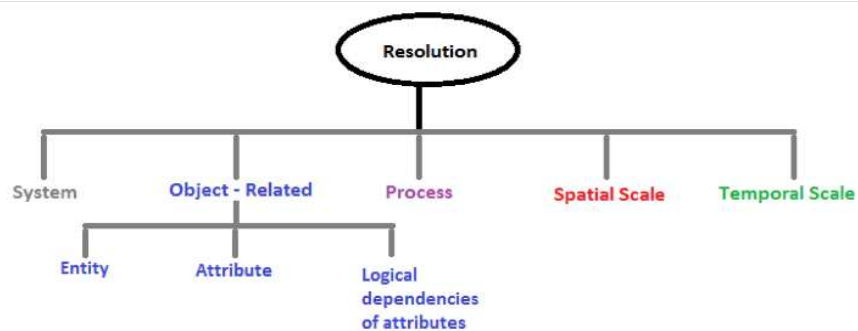 Resolution
System
Object - Related
Process
Spatial Scale
Temporal Scale
Entity
Attribute
Logical
dependencies
of attributes